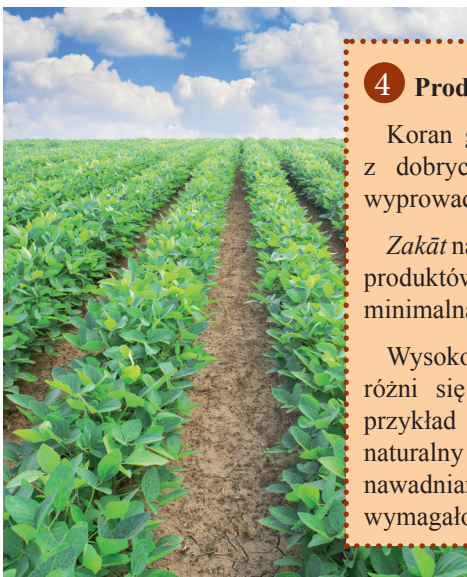 4 Prod
Koran
z dobryc
wyprowad
Zakāt na
produktów
minimalna
Wysoko
różni się
przykład
naturalny
nawadnian
wymagało